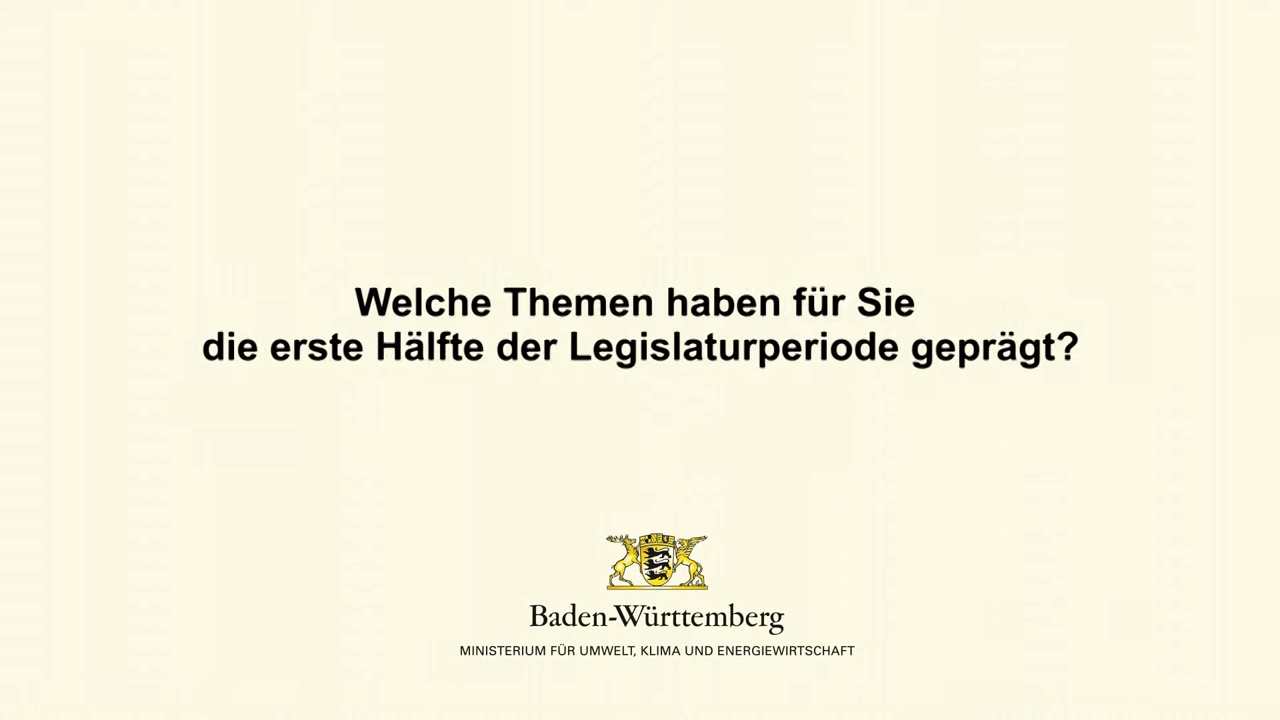 Welche Themen haben für Sie
die erste Hälfte der Legislaturperiode geprägt?
Baden-Württemberg
MINISTERIUM FÜR UMWELT, KLIMA UND ENERGIEWIRTSCHAFT